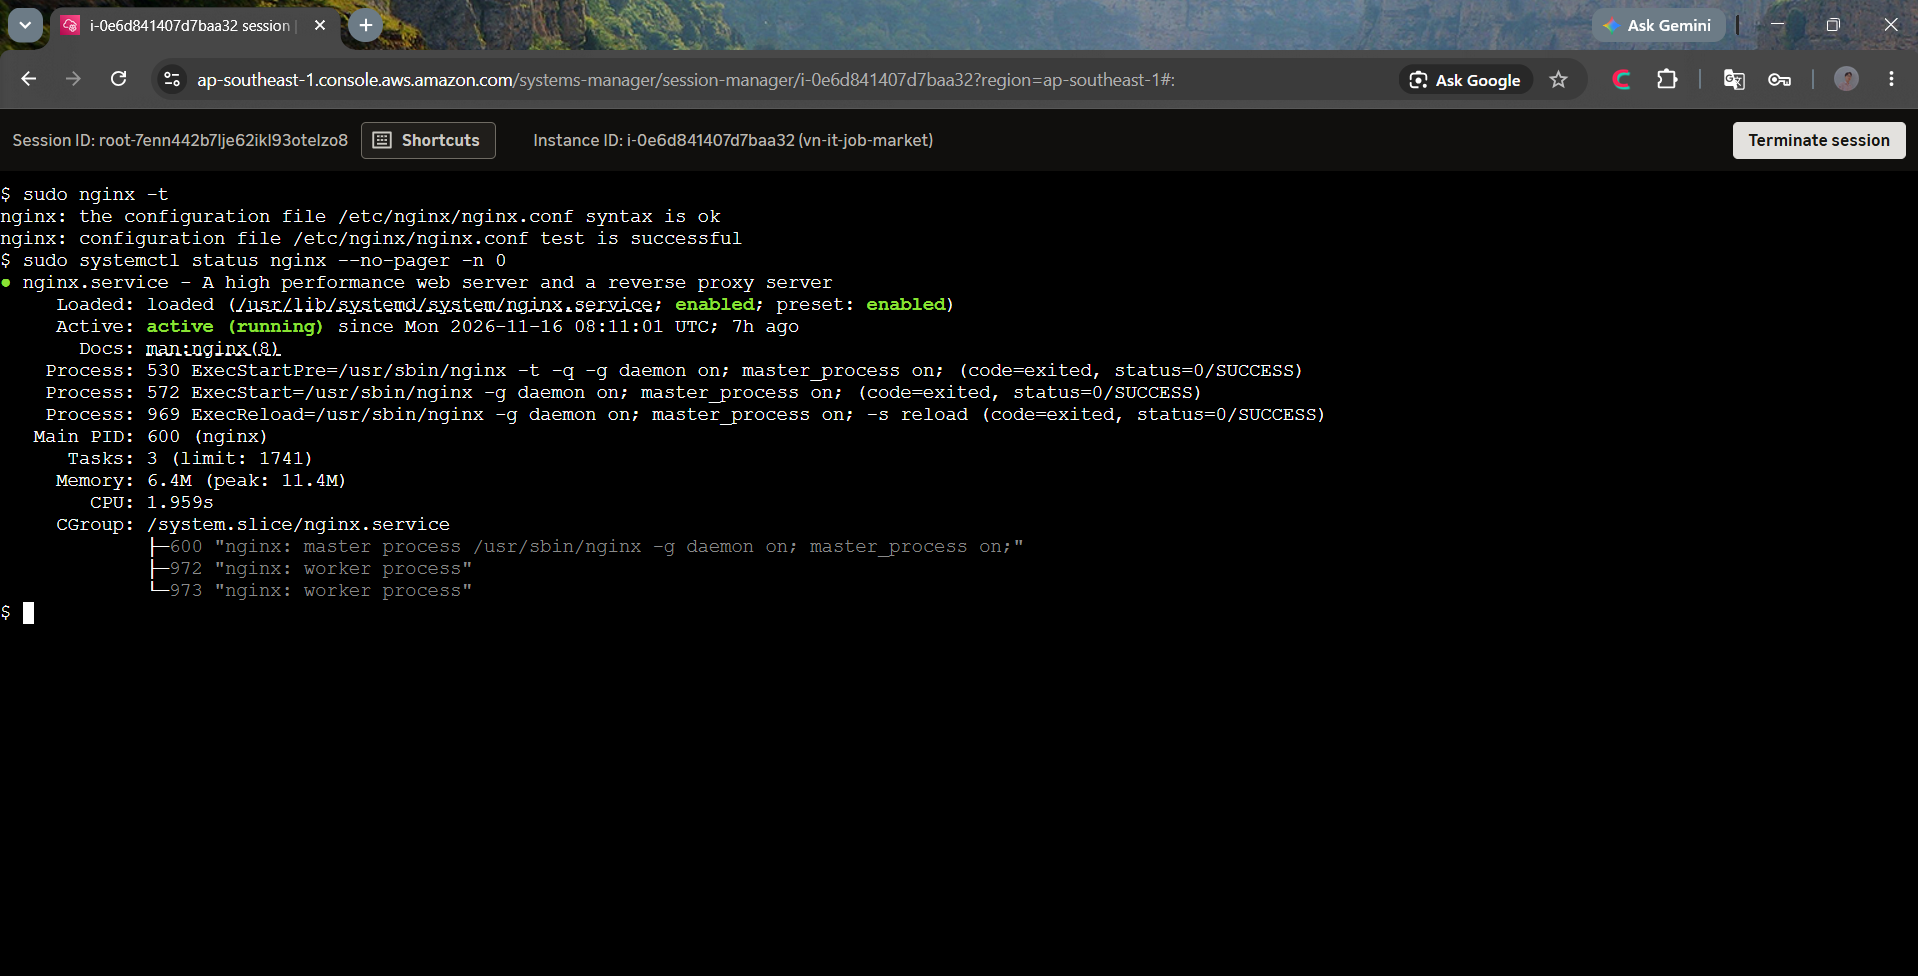 i-0e6d841407d7baa32 session
Ask Gemini
ap-southeast-1.console.aws.amazon.com/systems-manager/session-manager/i-0e6d841407d7baa32?region=ap-southeast-1#:
Ask Google
Session ID: root-7enn442b7lje62ikl93otelzo8
Shortcuts
Instance ID: i-0e6d841407d7baa32 (vn-it-job-market)
Terminate session
$ sudo nginx -t
nginx: the configuration file /etc/nginx/nginx.conf syntax is ok
nginx: configuration file /etc/nginx/nginx.conf test is successful
$ sudo systemctl status nginx --no-pager -n 0
● nginx.service - A high performance web server and a reverse proxy server
Loaded: loaded (/usr/lib/systemd/system/nginx.service; enabled; preset: enabled)
Active: active (running) since Mon 2026-11-16 08:11:01 UTC; 7h ago
Docs: man:nginx(8)
Process: 530 ExecStartPre=/usr/sbin/nginx -t -q -g daemon on; master_process on; (code=exited, status=0/SUCCESS)
Process: 572 ExecStart=/usr/sbin/nginx -g daemon on; master_process on; (code=exited, status=0/SUCCESS)
Process: 969 ExecReload=/usr/sbin/nginx -g daemon on; master_process on; -s reload (code=exited, status=0/SUCCESS)
Main PID: 600 (nginx)
Tasks: 3 (limit: 1741)
Memory: 6.4M (peak: 11.4M)
CPU: 1.959s
CGroup: /system.slice/nginx.service
├─600 "nginx: master process /usr/sbin/nginx -g daemon on; master_process on;"
├─972 "nginx: worker process"
└─973 "nginx: worker process"
$